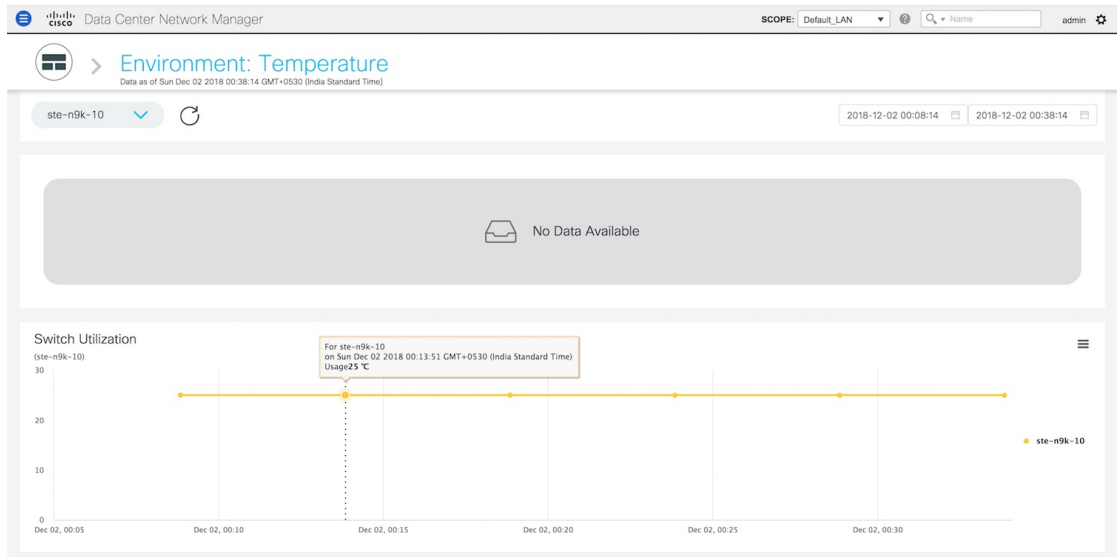 cisco Data Center Network Manager
SCOPE: Default_LAN ? Name admin
Environment: Temperature
Data as of Sun Dec 02 2018 00:38:14 GMT+0530 (India Standard Time)
ste-n9k-10 2018-12-02 00:08:14 2018-12-02 00:38:14
No Data Available
Switch Utilization
(ste-n9k-10)
For ste-n9k-10
on Sun Dec 02 2018 00:13:51 GMT+0530 (India Standard Time)
Usage25 ℃
30
20
10
0
ste-n9k-10
Dec 02, 00:05 Dec 02, 00:10 Dec 02, 00:15 Dec 02, 00:20 Dec 02, 00:25 Dec 02, 00:30